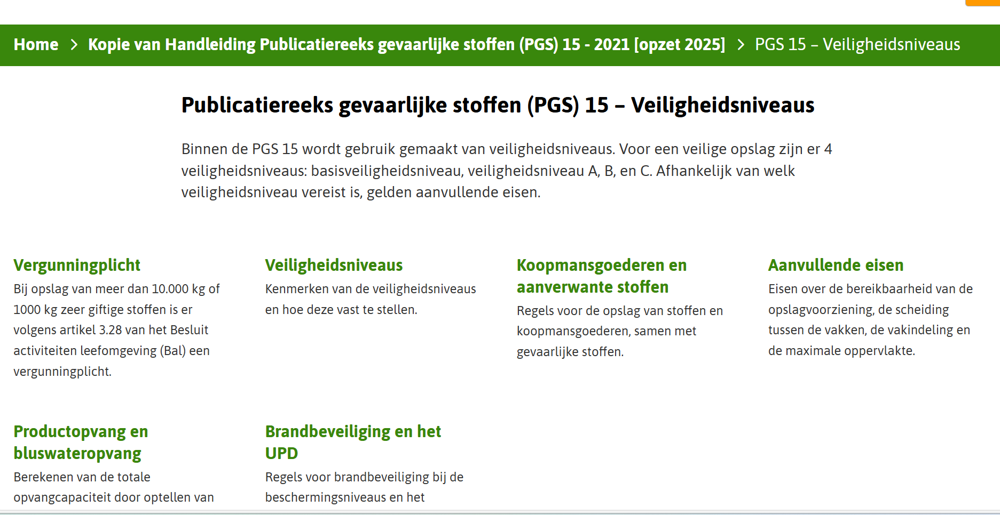 Home > Kopie van Handleiding Publicatiereeks gevaarlijke stoffen (PGS) 15 - 2021 [opzet 2025] > PGS 15 – Veiligheidsniveaus
Publicatiereeks gevaarlijke stoffen (PGS) 15 – Veiligheidsniveaus
Binnen de PGS 15 wordt gebruik gemaakt van veiligheidsniveaus. Voor een veilige opslag zijn er 4
veiligheidsniveaus: basisveiligheidsniveau, veiligheidsniveau A, B, en C. Afhankelijk van welk
veiligheidsniveau vereist is, gelden aanvullende eisen.
Vergunningplicht
Bij opslag van meer dan 10.000 kg of
1000 kg zeer giftige stoffen is er
volgens artikel 3.28 van het Besluit
activiteiten leefomgeving (Bal) een
vergunningplicht.
Veiligheidsniveaus
Kenmerken van de veiligheidsniveaus
en hoe deze vast te stellen.
Koopmansgoederen en
aanverwante stoffen
Regels voor de opslag van stoffen en
koopmansgoederen, samen met
gevaarlijke stoffen.
Aanvullende eisen
Eisen over de bereikbaarheid van de
opslagvoorziening, de scheiding
tussen de vakken, de vakindeling en
de maximale oppervlakte.
Productopvang en
bluswateropvang
Berekenen van de totale
opvangcapaciteit door optellen van
Brandbeveiliging en het
UPD
Regels voor brandbeveiliging bij de
beschermingsniveaus en het